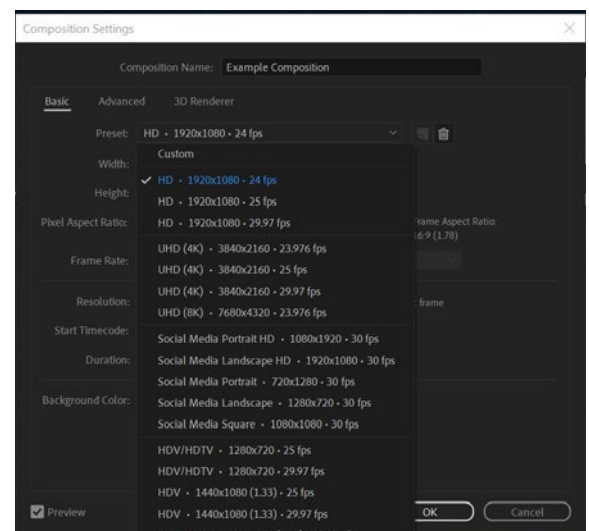 Composition Settings
Composition Name: Example Composition
Basic Advanced 3D Renderer
Preset: HD • 1920x1080 • 24 fps
Custom
Width:
HD • 1920x1080 • 24 fps
Height:
HD • 1920x1080 • 25 fps
HD • 1920x1080 • 29.97 fps
Pixel Aspect Ratio:
Frame Aspect Ratio:
16:9 (1.78)
UHD (4K) • 3840x2160 • 23.976 fps
Frame Rate:
UHD (4K) • 3840x2160 • 25 fps
UHD (4K) • 3840x2160 • 29.97 fps
Resolution:
frame
UHD (8K) • 7680x4320 • 23.976 fps
Start Timecode:
Social Media Portrait HD • 1080x1920 • 30 fps
Duration:
Social Media Landscape HD • 1920x1080 • 30 fps
Social Media Portrait • 720x1280 • 30 fps
Background Color:
Social Media Landscape • 1280x720 • 30 fps
Social Media Square • 1080x1080 • 30 fps
HDV/HDTV • 1280x720 • 25 fps
HDV/HDTV • 1280x720 • 29.97 fps
HDV • 1440x1080 (1.33) • 25 fps
HDV • 1440x1080 (1.33) • 29.97 fps
Preview
OK Cancel